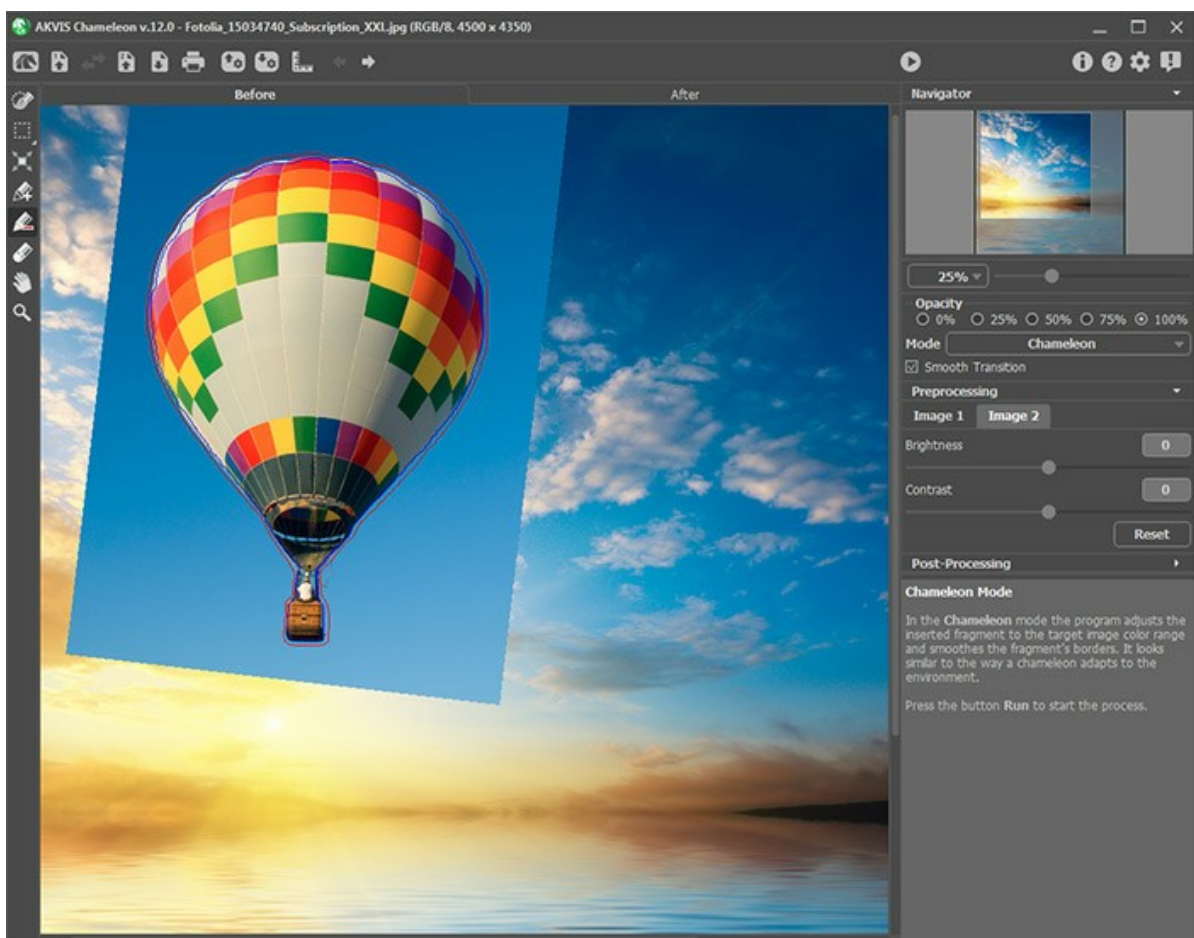 AKVIS Chameleon v.12.0 - Fotolia_15034740_Subscription_XXL.jpg (RGB/8, 4500 x 4350)
Before
After
Navigator
25%
Opacity
0% 25% 50% 75% 100%
Mode Chameleon
Smooth Transition
Preprocessing
Image 1 Image 2
Brightness 0
Contrast 0
Reset
Post-Processing
Chameleon Mode
In the Chameleon mode the program adjusts the
inserted fragment to the target image color range
and smoothes the fragment's borders. It looks
similar to the way a chameleon adapts to the
environment.
Press the button Run to start the process.